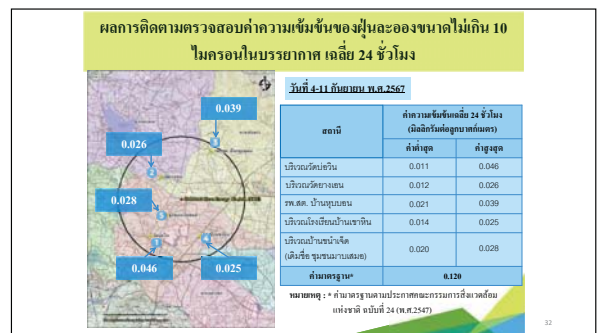 ผลการติดตามตรวจสอบค่าความเข้มข้นของฝุ่นละอองขนาดไม่เกิน 10
ไมครอนในบรรยากาศ เฉลี่ย 24 ชั่วโมง
วันที่ 4-11 กันยายน พ.ศ.2567
0.039
0.026
0.028
0.046
0.025
3
2
5
1
4
สถานี
ค่าความเข้มข้นเฉลี่ย 24 ชั่วโมง
(มิลลิกรัมต่อลูกบาศก์เมตร)
ค่าต่ำสุด ค่าสูงสุด
บริเวณวัดบ่อวิน 0.011 0.046
บริเวณวัดยางเอน 0.012 0.026
รพ.สต. บ้านหุบบอน 0.021 0.039
บริเวณโรงเรียนบ้านเขาหิน 0.014 0.025
บริเวณบ้านชนำเจ็ด
(เดิมชื่อ ชุมชนมาบเสมอ) 0.020 0.028
ค่ามาตรฐาน* 0.120
หมายเหตุ : * ค่ามาตรฐานตามประกาศคณะกรรมการสิ่งแวดล้อม
แห่งชาติ ฉบับที่ 24 (พ.ศ.2547)
32